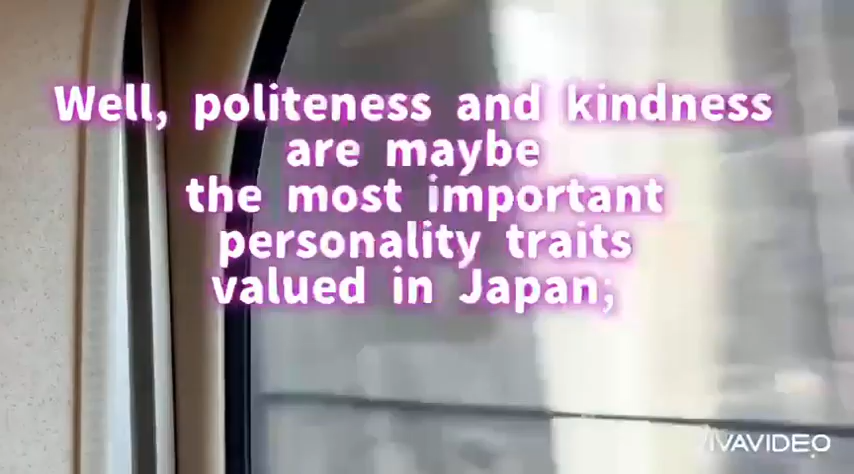 Well, politeness and kindness
are maybe
the most important
personality traits
valued in Japan;
VIVAVIDEO